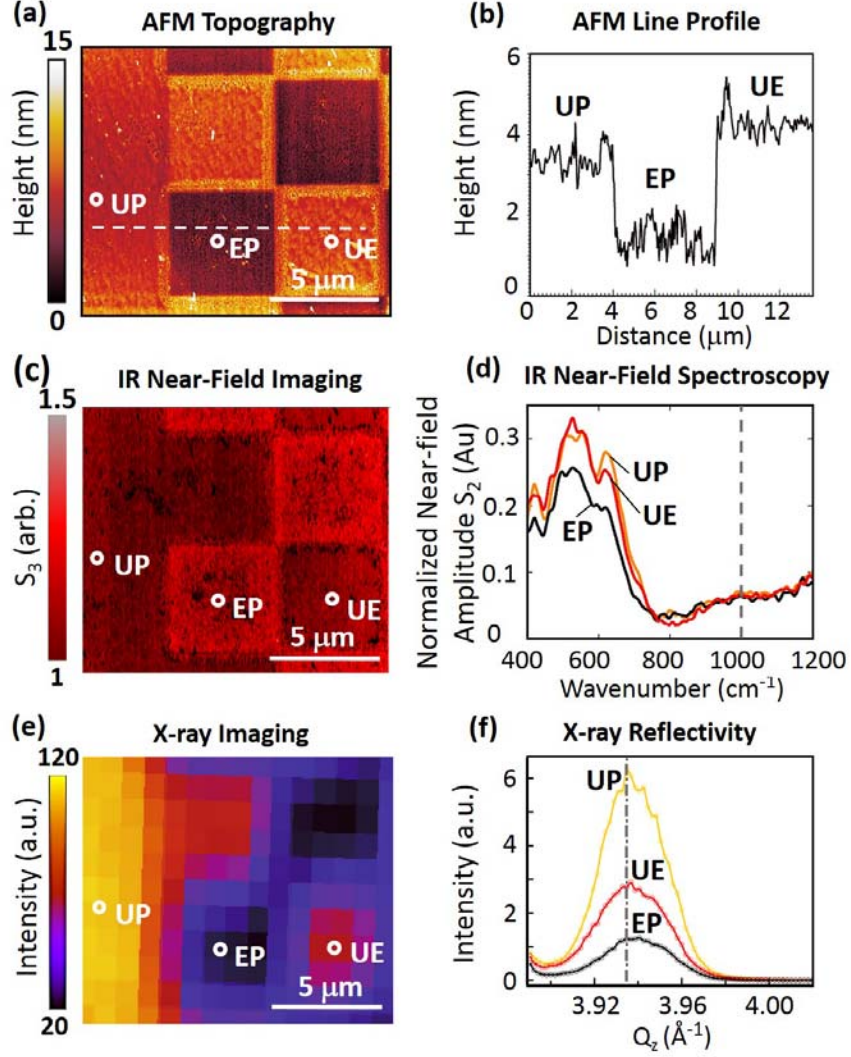 (a) AFM Topography
15
Height (nm)
0
UP
EP
UE
5 μm
(b) AFM Line Profile
Height (nm)
6
4
2
0
UP
EP
UE
0 2 4 6 8 10 12
Distance (μm)
(c) IR Near-Field Imaging
1.5
S3 (arb.)
1
UP
EP
UE
5 μm
(d) IR Near-Field Spectroscopy
Normalized Near-field
Amplitude S2 (Au)
0.3
0.2
0.1
0
UP
UE
EP
400 600 800 1000 1200
Wavenumber (cm-1)
(e) X-ray Imaging
120
Intensity (a.u.)
20
UP
EP
UE
5 μm
(f) X-ray Reflectivity
Intensity (a.u.)
6
4
2
1
0
UP
UE
EP
3.92 3.96 4.00
Qz (Å-1)